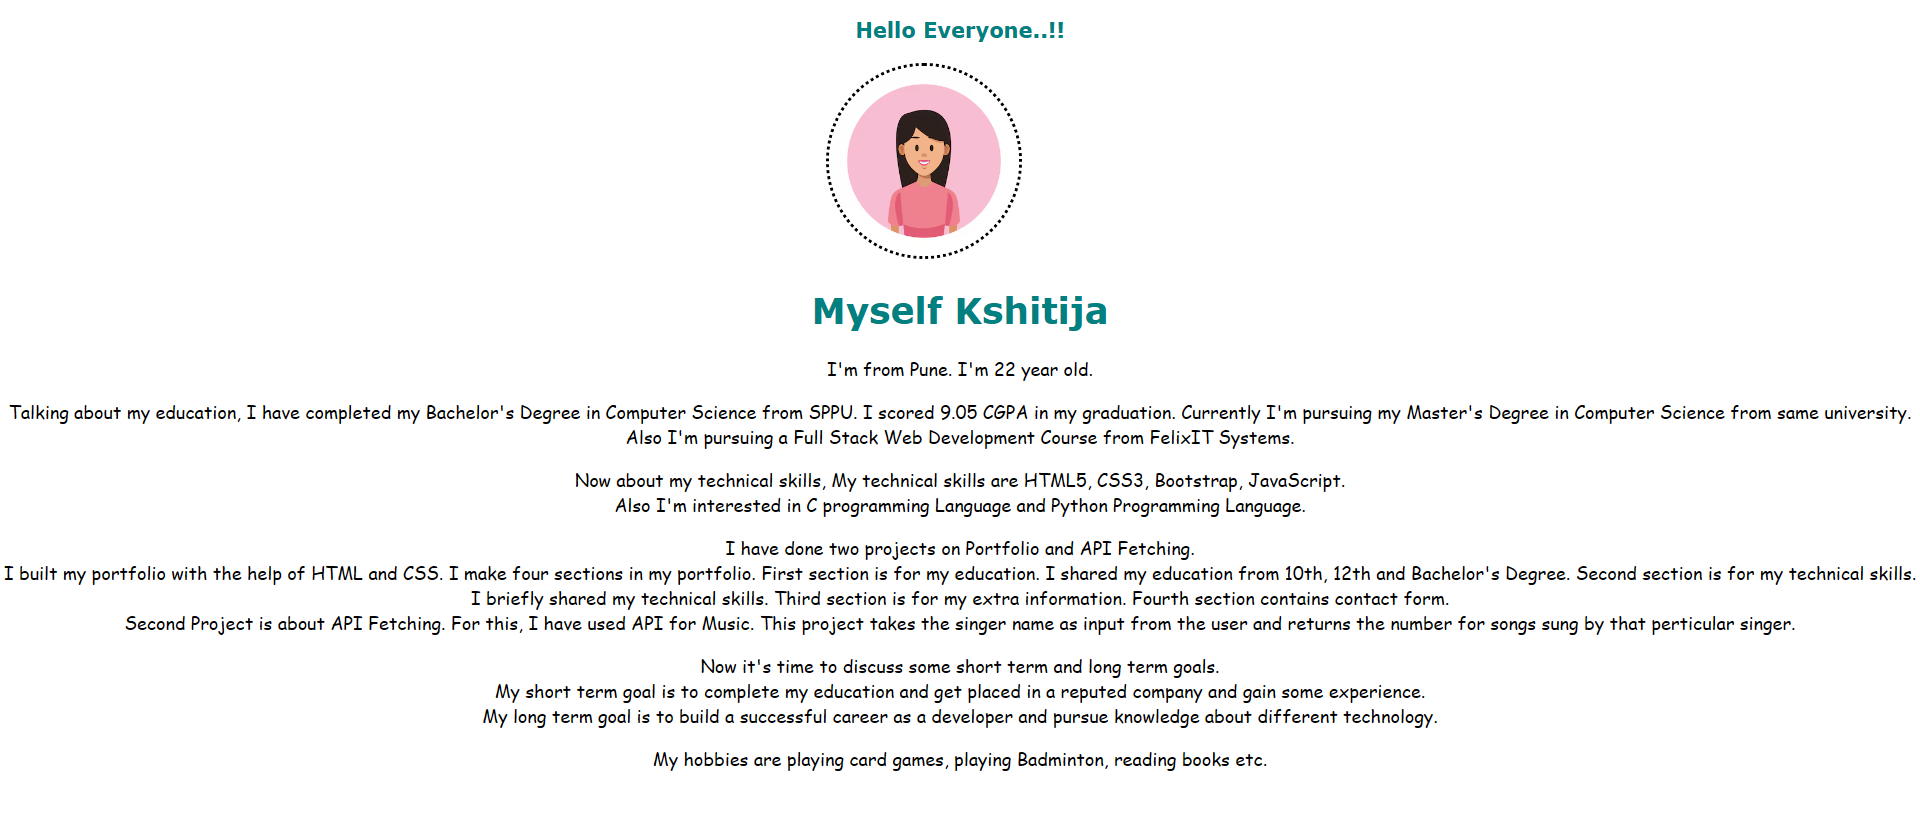 Hello Everyone..!!
Myself Kshitija
I'm from Pune. I'm 22 year old.
Talking about my education, I have completed my Bachelor's Degree in Computer Science from SPPU. I scored 9.05 CGPA in my graduation. Currently I'm pursuing my Master's Degree in Computer Science from same university.
Also I'm pursuing a Full Stack Web Development Course from FelixIT Systems.
Now about my technical skills, My technical skills are HTML5, CSS3, Bootstrap, JavaScript.
Also I'm interested in C programming Language and Python Programming Language.
I have done two projects on Portfolio and API Fetching.
I built my portfolio with the help of HTML and CSS. I make four sections in my portfolio. First section is for my education. I shared my education from 10th, 12th and Bachelor's Degree. Second section is for my technical skills.
I briefly shared my technical skills. Third section is for my extra information. Fourth section contains contact form.
Second Project is about API Fetching. For this, I have used API for Music. This project takes the singer name as input from the user and returns the number for songs sung by that perticular singer.
Now it's time to discuss some short term and long term goals.
My short term goal is to complete my education and get placed in a reputed company and gain some experience.
My long term goal is to build a successful career as a developer and pursue knowledge about different technology.
My hobbies are playing card games, playing Badminton, reading books etc.